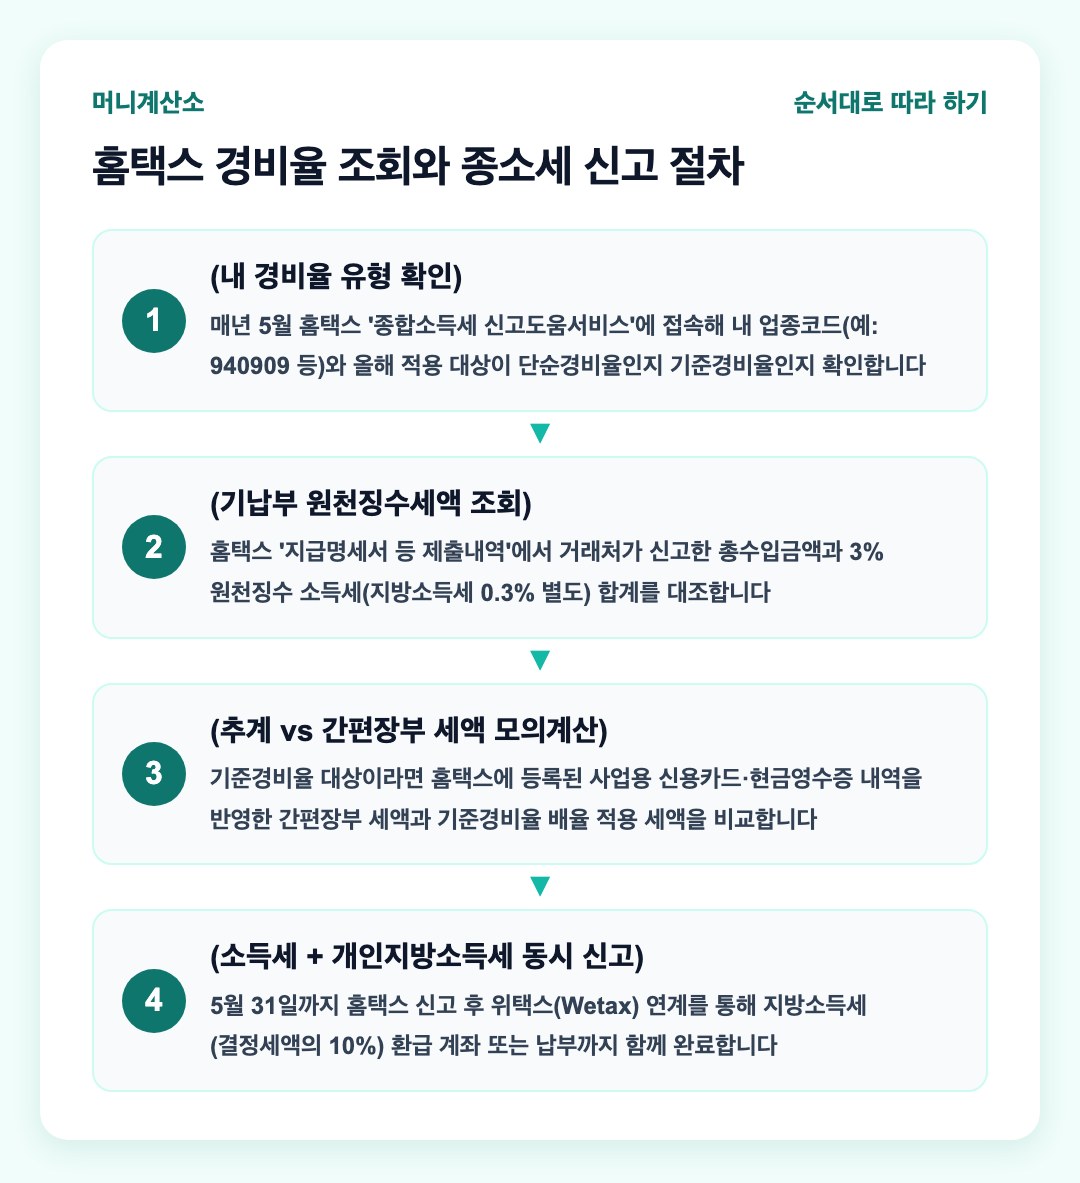 머니계산소
순서대로 따라 하기
홈택스 경비율 조회와 종소세 신고 절차
1
(내 경비율 유형 확인)
매년 5월 홈택스 '종합소득세 신고도움서비스'에 접속해 내 업종코드(예:
940909 등)와 올해 적용 대상이 단순경비율인지 기준경비율인지 확인합니다
▼
2
(기납부 원천징수세액 조회)
홈택스 '지급명세서 등 제출내역'에서 거래처가 신고한 총수입금액과 3%
원천징수 소득세(지방소득세 0.3% 별도) 합계를 대조합니다
▼
3
(추계 vs 간편장부 세액 모의계산)
기준경비율 대상이라면 홈택스에 등록된 사업용 신용카드·현금영수증 내역을
반영한 간편장부 세액과 기준경비율 배율 적용 세액을 비교합니다
▼
4
(소득세 + 개인지방소득세 동시 신고)
5월 31일까지 홈택스 신고 후 위택스(Wetax) 연계를 통해 지방소득세
(결정세액의 10%) 환급 계좌 또는 납부까지 함께 완료합니다